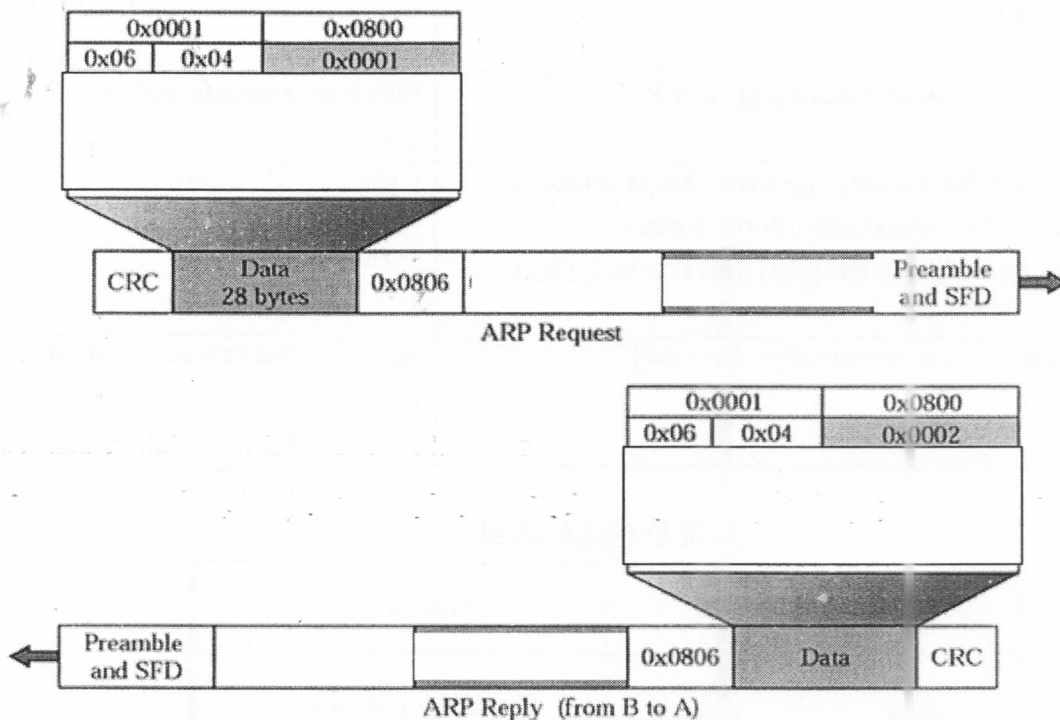 0x0001 0x0800
0x06 0x04 0x0001
CRC Data 28 bytes 0x0806 Preamble and SFD
ARP Request
0x0001 0x0800
0x06 0x04 0x0002
Preamble and SFD 0x0806 Data CRC
ARP Reply (from B to A)